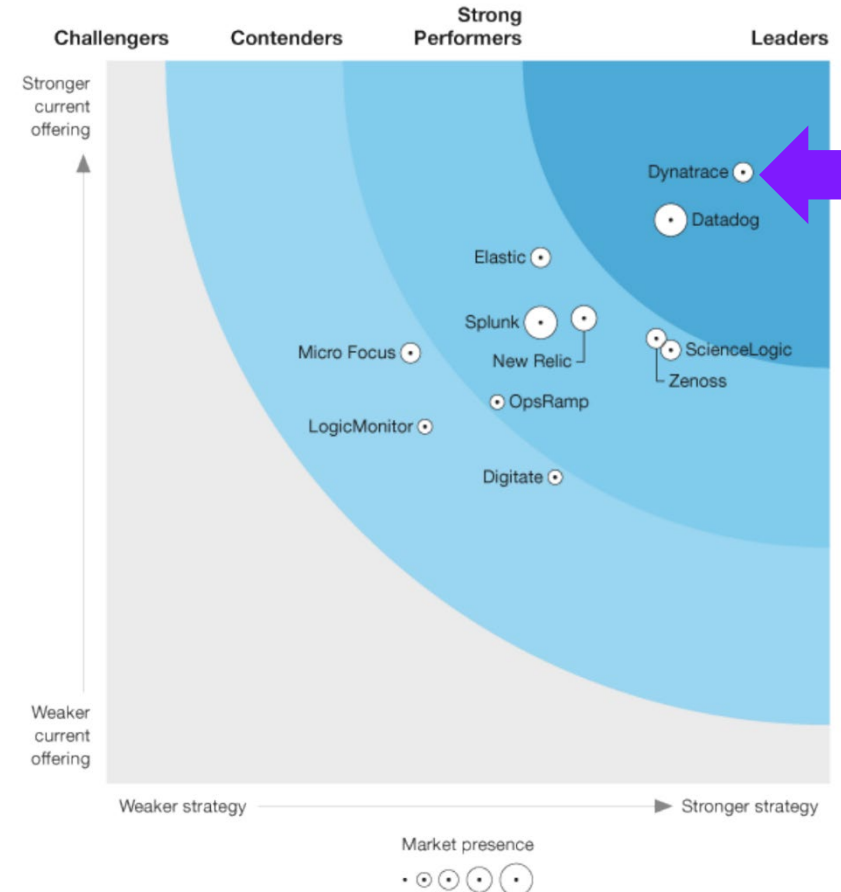 Challengers
Contenders
Strong
Performers
Leaders
Stronger
current
offering
Dynatrace
Datadog
Elastic
Splunk
New Relic
Micro Focus
ScienceLogic
Zenoss
OpsRamp
LogicMonitor
Digitate
Weaker
current
offering
Weaker strategy
Stronger strategy
Market presence